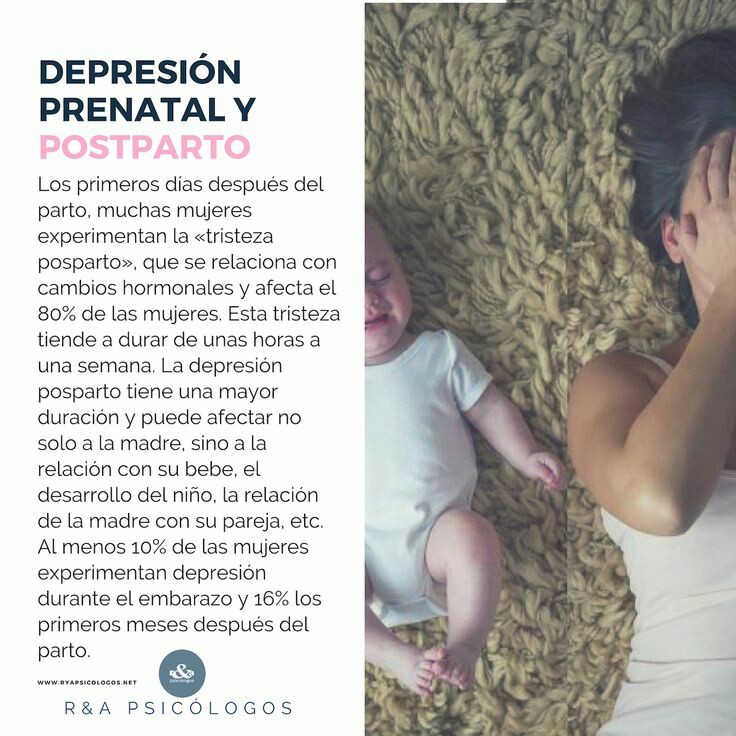 DEPRESIÓN
PRENATAL Y
POSTPARTO
Los primeros días después del
parto, muchas mujeres
experimentan la «tristeza
posparto», que se relaciona con
cambios hormonales y afecta el
80% de las mujeres. Esta tristeza
tiende a durar de unas horas a
una semana. La depresión
posparto tiene una mayor
duración y puede afectar no
solo a la madre, sino a la
relación con su bebe, el
desarrollo del niño, la relación
de la madre con su pareja, etc.
Al menos 10% de las mujeres
experimentan depresión
durante el embarazo y 16% los
primeros meses después del
parto.
WWW.RYAPSICOLOGOS.NET
&
psicólogos
R&A PSICÓLOGOS